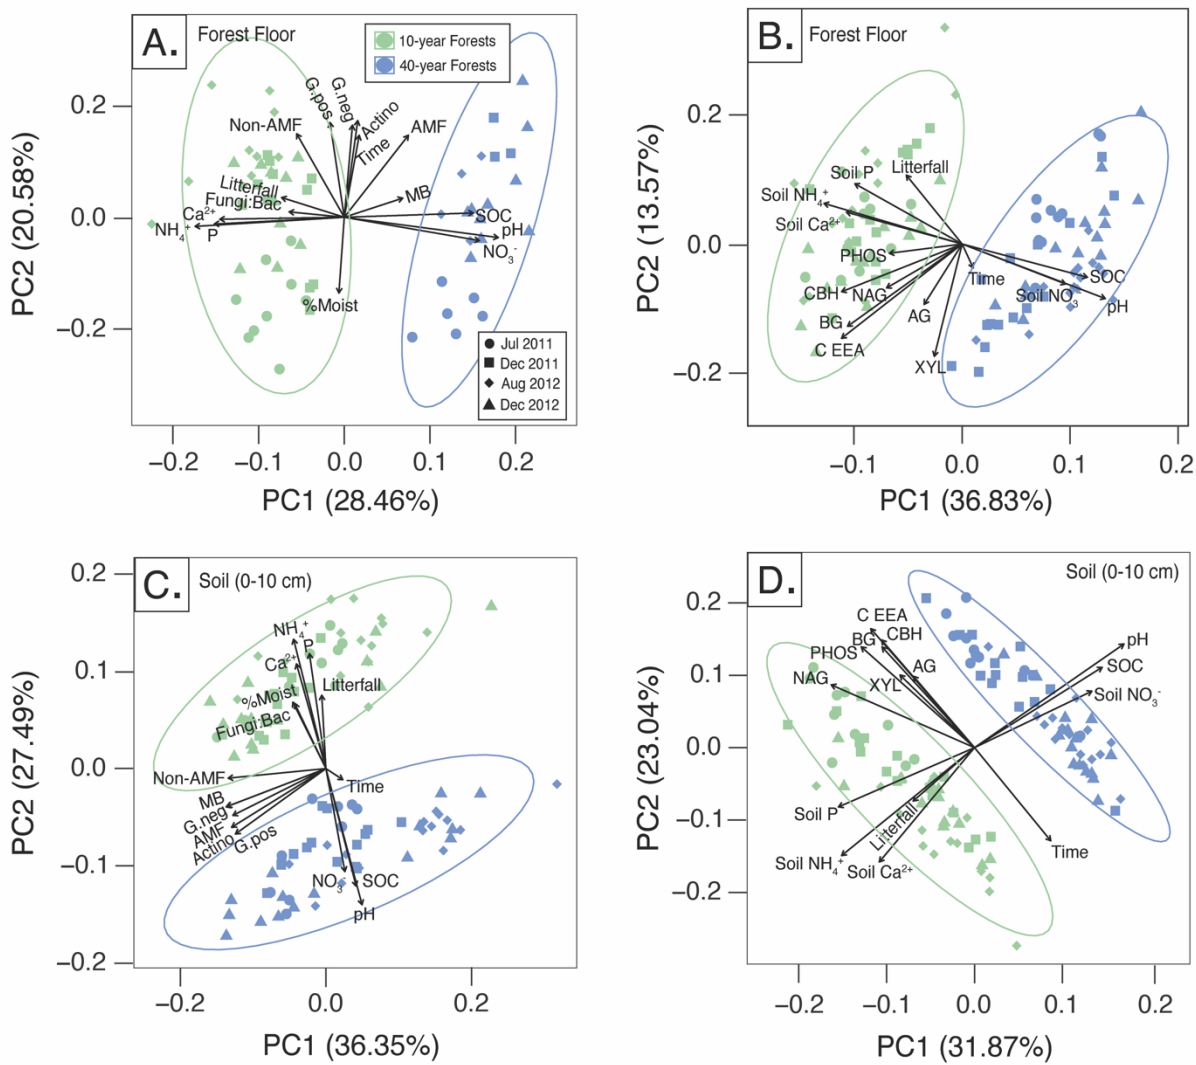 A.
Forest Floor
10-year Forests
40-year Forests
0.2
0.0
−0.2
PC2 (20.58%)
G.pos
G.neg
Actino
Time
AMF
Non-AMF
Litterfall
Fungi:Bac
Ca²⁺
NH₄⁺
P
MB
SOC
pH
NO₃⁻
%Moist
Jul 2011
Dec 2011
Aug 2012
Dec 2012
−0.2 −0.1 0.0 0.1 0.2
PC1 (28.46%)
B.
Forest Floor
0.2
0.0
−0.2
PC2 (13.57%)
Litterfall
Soil P
Soil NH₄⁺
Soil Ca²⁺
PHOS
CBH
NAG
BG
C EEA
AG
XYL
Time
SOC
Soil NO₃⁻
pH
−0.1 0.0 0.1 0.2
PC1 (36.83%)
C.
Soil (0-10 cm)
0.2
0.1
0.0
−0.1
−0.2
PC2 (27.49%)
NH₄⁺
P
Ca²⁺
%Moist
Litterfall
Fungi:Bac
Non-AMF
MB
G.neg
AMF
Actino
G.pos
Time
NO₃⁻
SOC
pH
−0.2 0.0 0.2
PC1 (36.35%)
D.
Soil (0-10 cm)
0.2
0.1
0.0
−0.1
−0.2
PC2 (23.04%)
C EEA
BG
CBH
PHOS
AG
NAG
XYL
pH
SOC
Soil NO₃⁻
Soil P
Litterfall
Soil NH₄⁺
Soil Ca²⁺
Time
−0.2 −0.1 0.0 0.1 0.2
PC1 (31.87%)